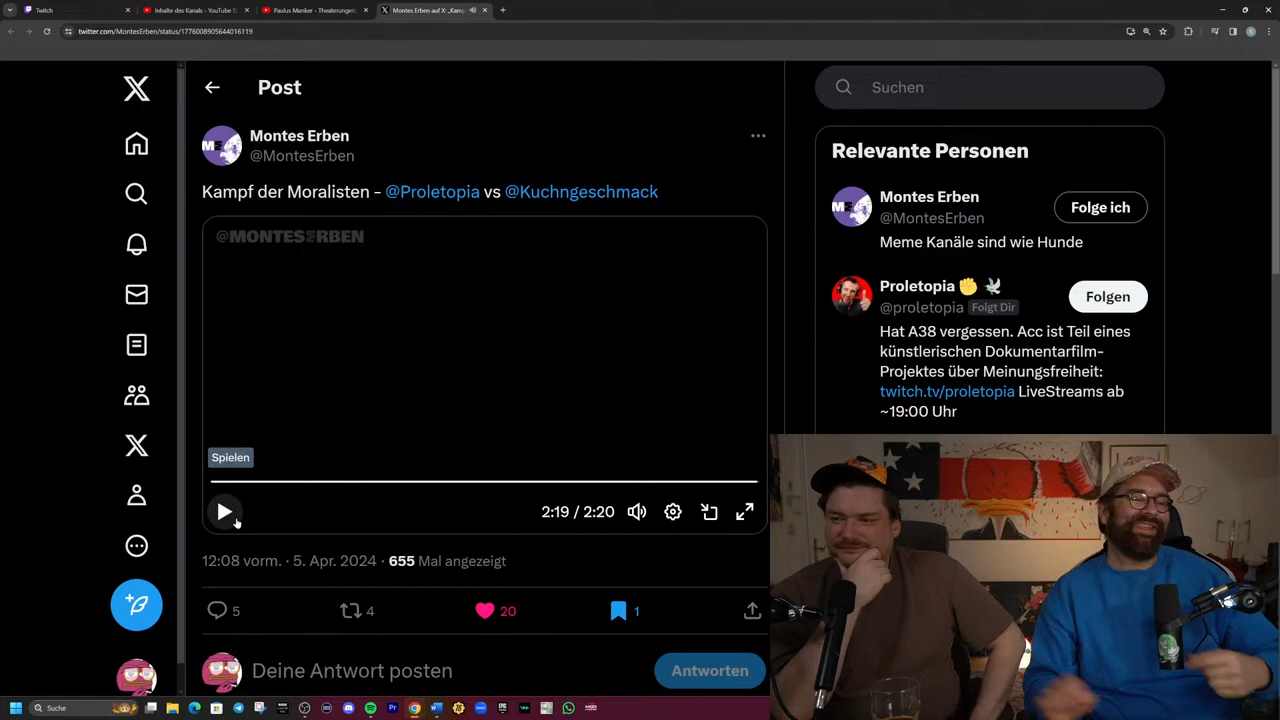 Twitch
Inhalte des Kanals - YouTube S
Paulus Manker - Theaterunget
Montes Erben auf X: „Kamp
twitter.com/MontesErben/status/1776008905644016119
Post
Suchen
Montes Erben
@MontesErben
Kampf der Moralisten - @Proletopia vs @Kuchngeschmack
@MONTESERBEN
Spielen
2:19 / 2:20
12:08 vorm. · 5. Apr. 2024 · 655 Mal angezeigt
5
4
20
1
Deine Antwort posten
Antworten
Relevante Personen
Montes Erben
@MontesErben
Folge ich
Meme Kanäle sind wie Hunde
Proletopia ✊ 🕊
@proletopia Folgt Dir
Folgen
Hat A38 vergessen. Acc ist Teil eines
künstlerischen Dokumentarfilm-
Projektes über Meinungsfreiheit:
twitch.tv/proletopia LiveStreams ab
~19:00 Uhr
Suche